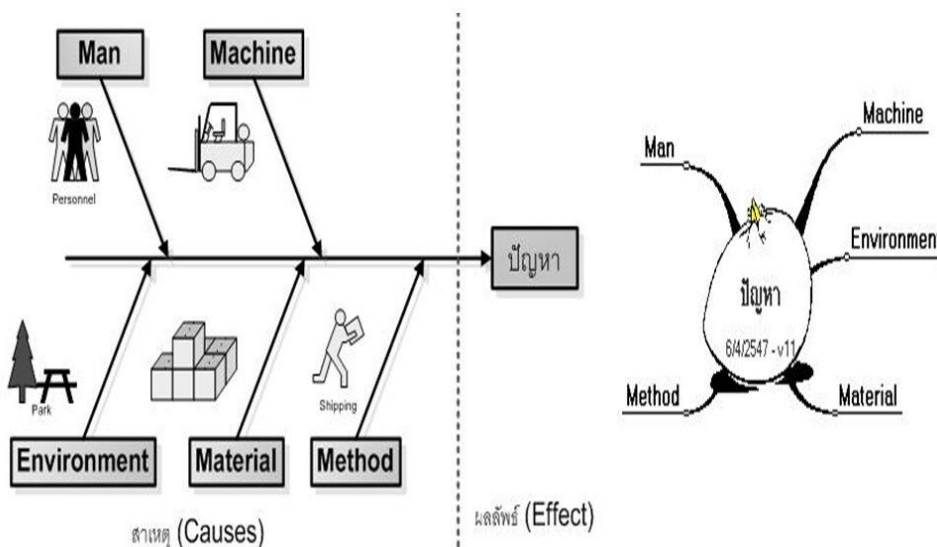 Man
Machine
Personnel
ปัญหา
Park
Shipping
Environment
Material
Method
สาเหตุ (Causes)
ผลลัพธ์ (Effect)
Man
Machine
Environment
ปัญหา
6/4/2547 - v11
Method
Material